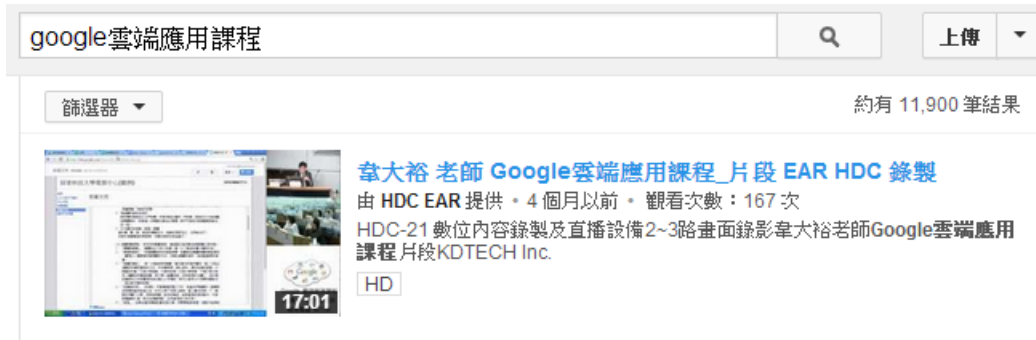 google雲端應用課程
上傳
篩選器
約有 11,900 筆結果
韋大裕 老師 Google雲端應用課程_片段 EAR HDC 錄製
由 HDC EAR 提供 • 4 個月以前 • 觀看次數：167 次
HDC-21 數位內容錄製及直播設備2~3路畫面錄影韋大裕老師Google雲端應用
課程片段KDTECH Inc.
HD
17:01